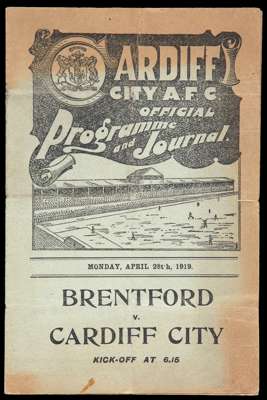 CARDIFF
CITY A.F.C
OFFICIAL
Programme
and Journal.
MONDAY, APRIL 28th, 1919.
BRENTFORD
v.
CARDIFF CITY
KICK-OFF AT 6.15